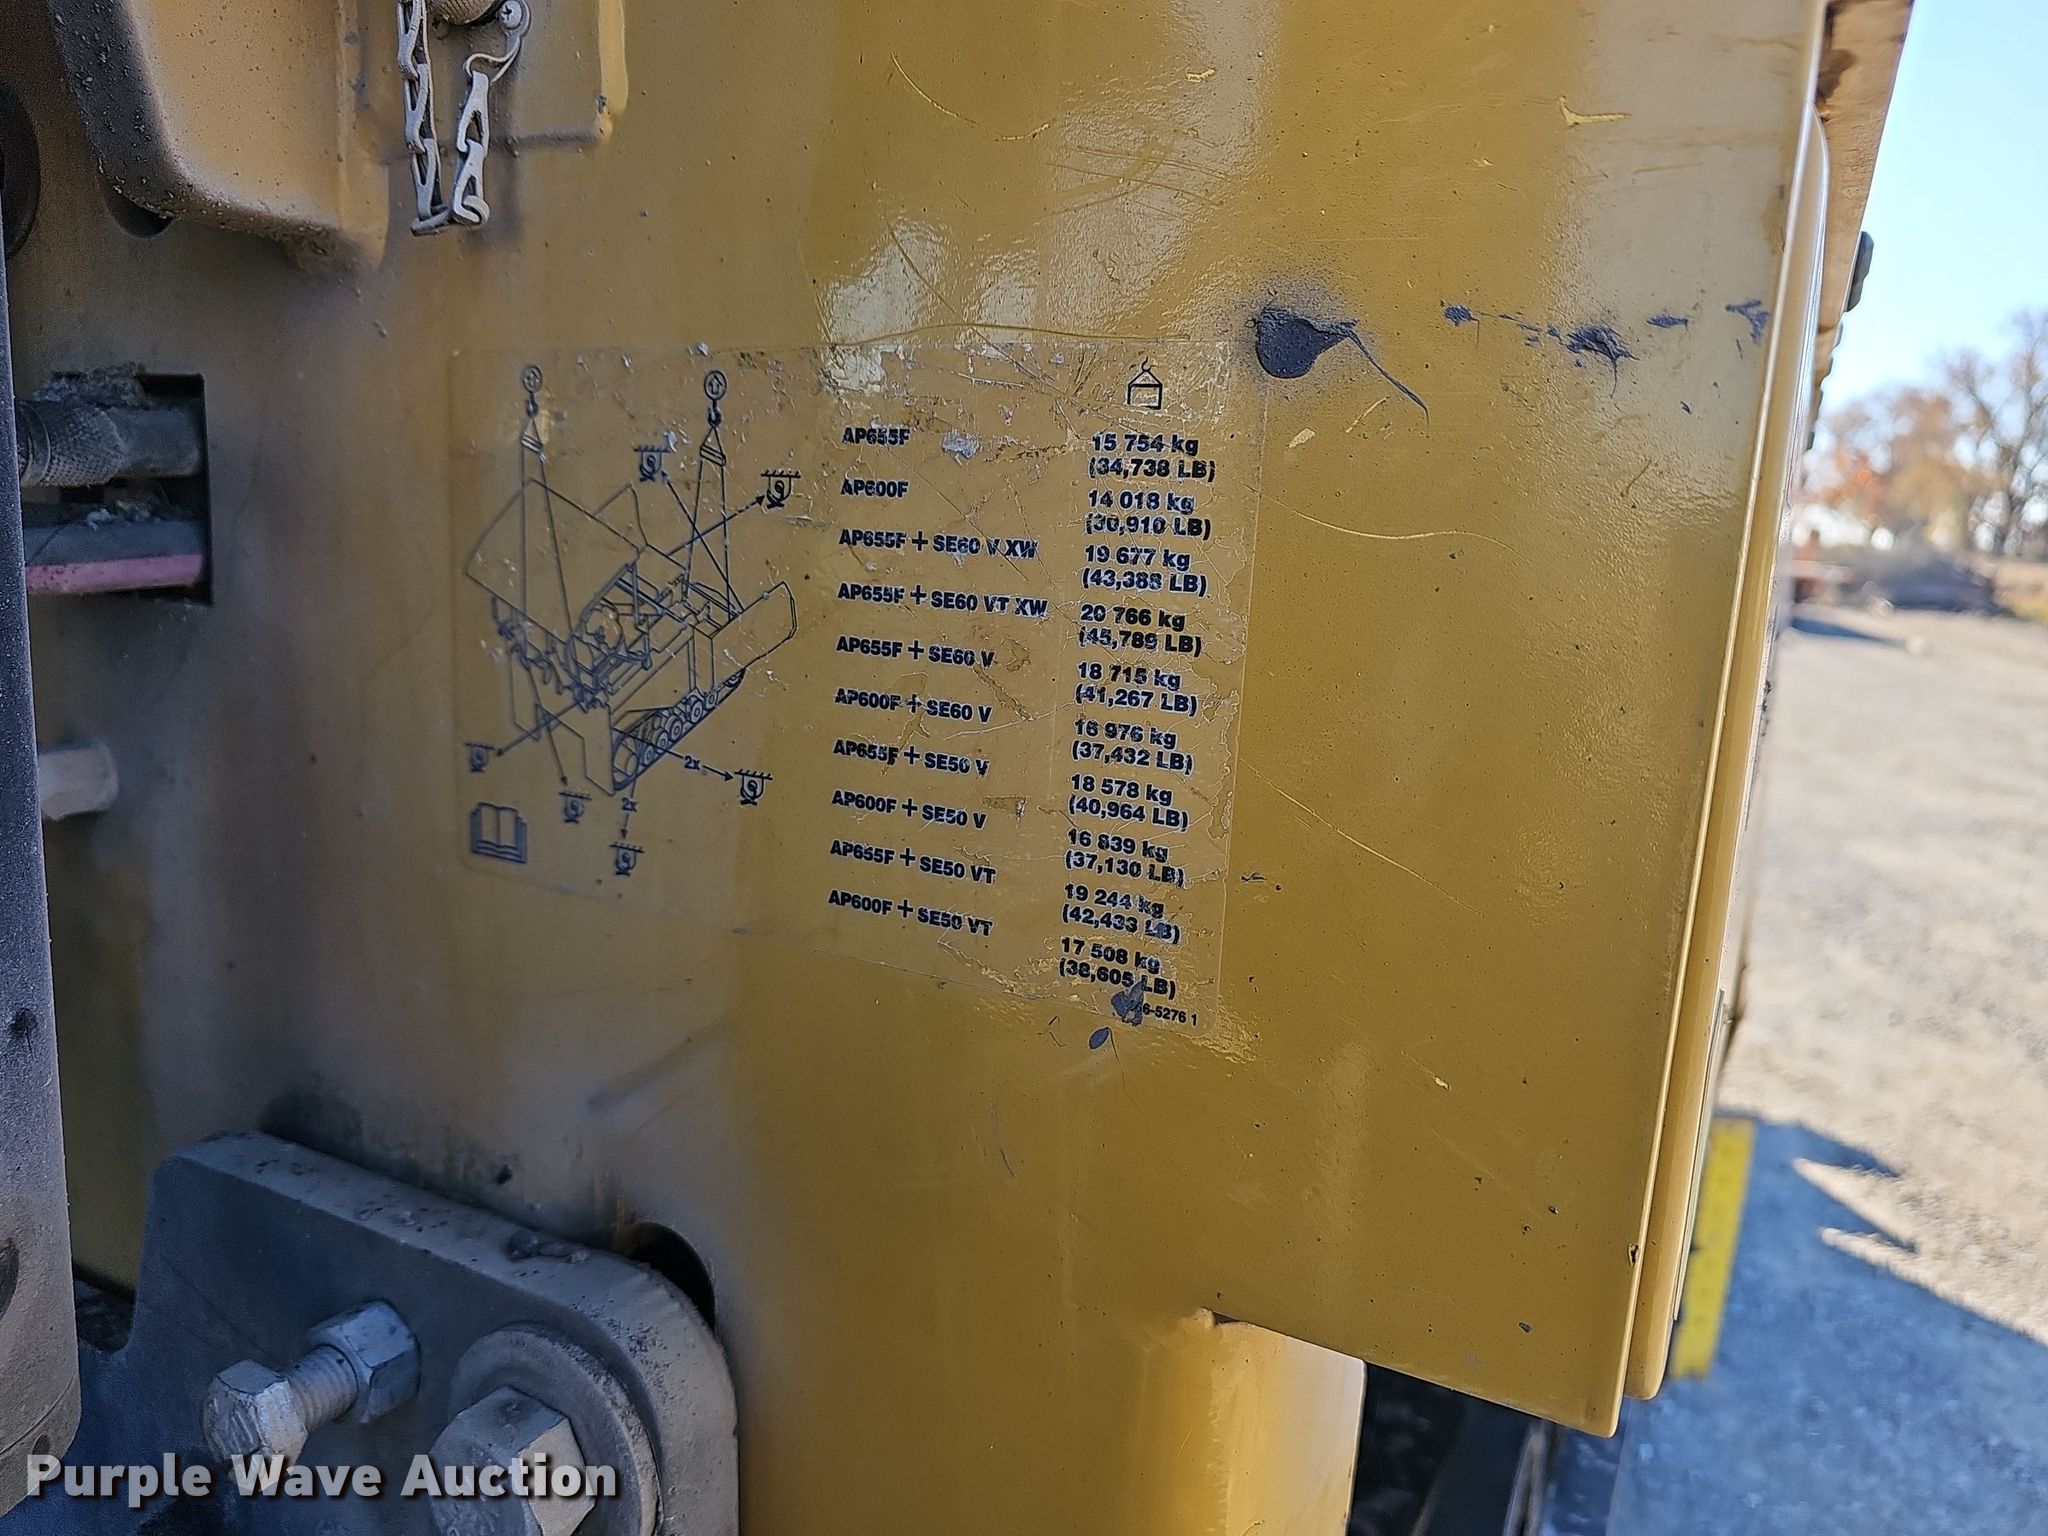 AP655F 15 754 kg
(34,738 LB)
AP600F 14 018 kg
(30,910 LB)
AP655F + SE60 V XW 19 677 kg
(43,388 LB)
AP655F + SE60 VT XW 20 766 kg
(45,789 LB)
AP655F + SE60 V 18 715 kg
(41,267 LB)
AP600F + SE60 V 16 976 kg
(37,432 LB)
AP655F + SE50 V 18 578 kg
(40,964 LB)
AP600F + SE50 V 16 839 kg
(37,130 LB)
AP655F + SE50 VT 19 244 kg
(42,433 LB)
AP600F + SE50 VT 17 508 kg
(38,605 LB)
2x
2x
6-5276 1
Purple Wave Auction